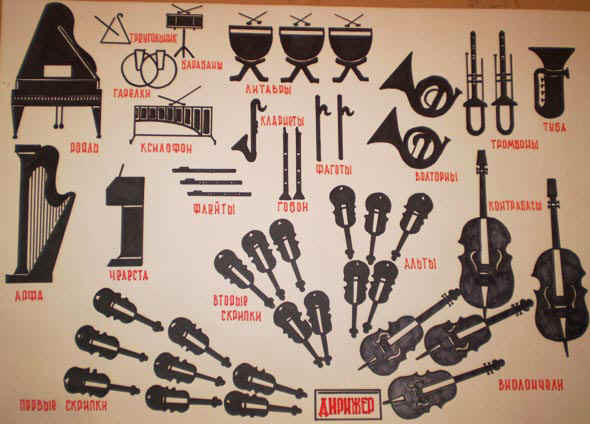 ТРЕУГОЛЬНИК
БАРАБАНЫ
ТАРЕЛКИ
ЛИТАВРЫ
РОЯЛЬ
КСИЛОФОН
КЛАРНЕТЫ
ФАГОТЫ
ВАЛТОРНЫ
ТРОМБОНЫ
ТУБА
ФЛЕЙТЫ
ГОБОИ
КОНТРАБАСЫ
АРФА
ЧЕЛЕСТА
ВТОРЫЕ
СКРИПКИ
АЛЬТЫ
ПЕРВЫЕ СКРИПКИ
ДИРИЖЕР
ВИОЛОНЧЕЛИ